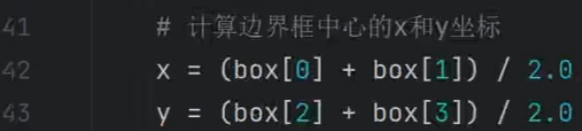 41 # 计算边界框中心的x和y坐标
42 x = (box[0] + box[1]) / 2.0
43 y = (box[2] + box[3]) / 2.0